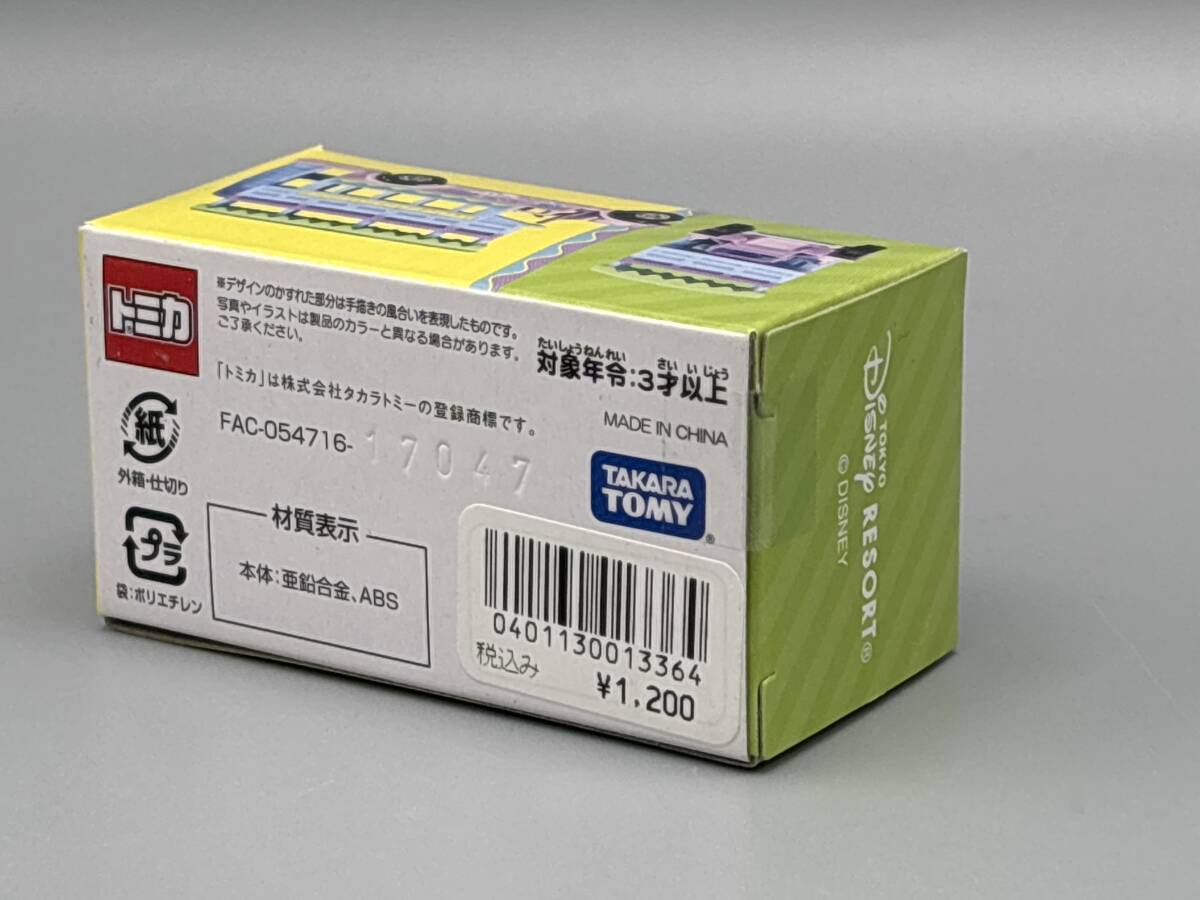 トミカ
®
※デザインのかすれた部分は手描きの風合いを表現したものです。
写真やイラストは製品のカラーと異なる場合があります。
ご了承ください。
たいしょうねんれい さい いじょう
対象年令:3才以上
「トミカ」は株式会社タカラトミーの登録商標です。
MADE IN CHINA
FAC-054716-17047
紙
外箱・仕切り
プラ
袋:ポリエチレン
材質表示
本体:亜鉛合金、ABS
TAKARA
TOMY
®
0401130013364
税込み
¥1,200
TOKYO
DISNEY RESORT®
© DISNEY